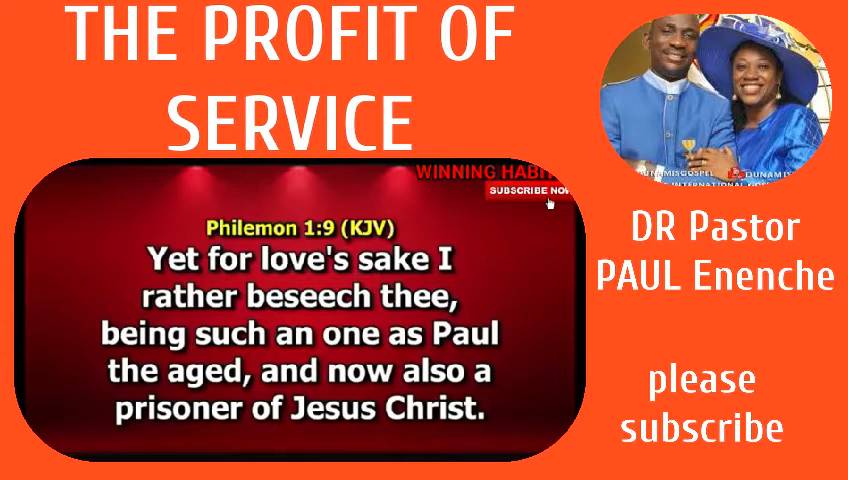 THE PROFIT OF
SERVICE
WINNING HABIT
SUBSCRIBE NOW
Philemon 1:9 (KJV)
Yet for love's sake I
rather beseech thee,
being such an one as Paul
the aged, and now also a
prisoner of Jesus Christ.
DUNAMIS
INTERNATIONAL
DR Pastor
PAUL Enenche
please
subscribe